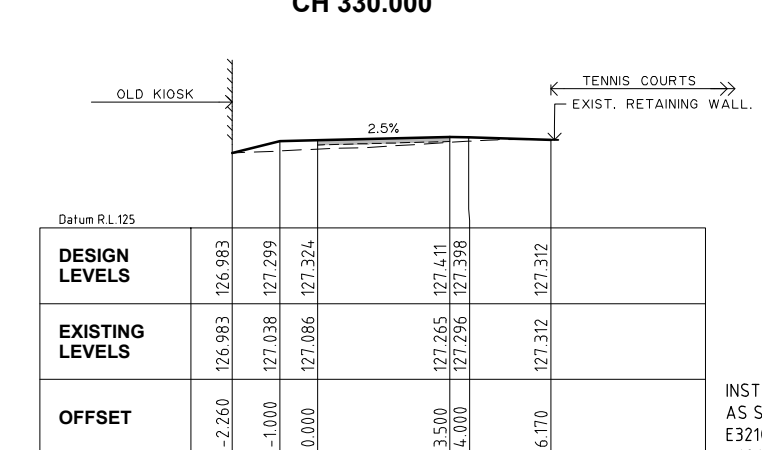 CH 330.000
OLD KIOSK
TENNIS COURTS
EXIST. RETAINING WALL.
2.5%
Datum R.L.125
DESIGN
LEVELS
126.983
127.299
127.324
127.411
127.398
127.312
EXISTING
LEVELS
126.983
127.038
127.086
127.265
127.296
127.312
OFFSET
-2.260
-1.000
0.000
3.500
4.000
6.170
INST
AS S